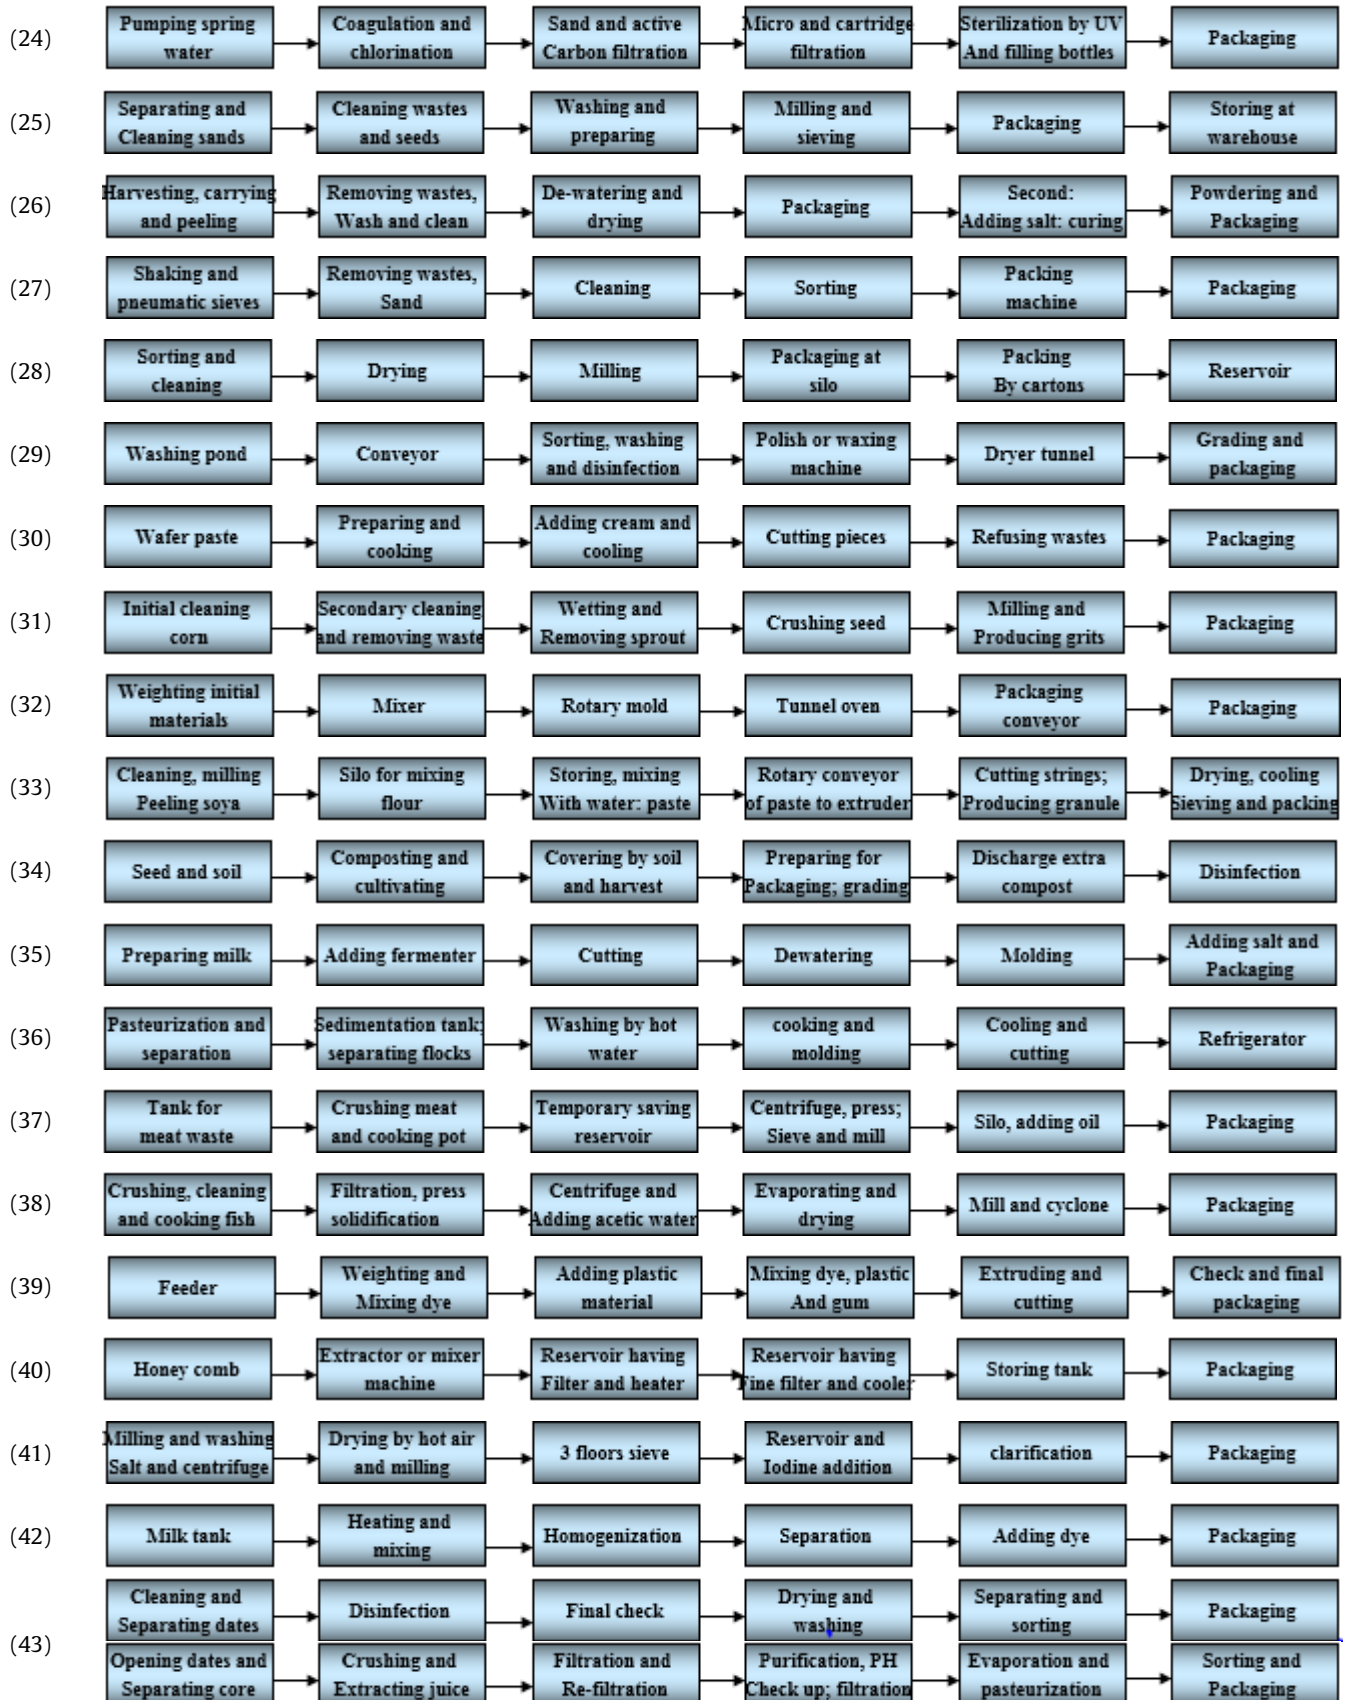 (24)
Pumping spring
water
Coagulation and
chlorination
Sand and active
Carbon filtration
Micro and cartridge
filtration
Sterilization by UV
And filling bottles
Packaging
(25)
Separating and
Cleaning sands
Cleaning wastes
and seeds
Washing and
preparing
Milling and
sieving
Packaging
Storing at
warehouse
(26)
Harvesting, carrying
and peeling
Removing wastes,
Wash and clean
De-watering and
drying
Packaging
Second:
Adding salt: curing
Powdering and
Packaging
(27)
Shaking and
pneumatic sieves
Removing wastes,
Sand
Cleaning
Sorting
Packing
machine
Packaging
(28)
Sorting and
cleaning
Drying
Milling
Packaging at
silo
Packing
By cartons
Reservoir
(29)
Washing pond
Conveyor
Sorting, washing
and disinfection
Polish or waxing
machine
Dryer tunnel
Grading and
packaging
(30)
Wafer paste
Preparing and
cooking
Adding cream and
cooling
Cutting pieces
Refusing wastes
Packaging
(31)
Initial cleaning
corn
Secondary cleaning
and removing waste
Wetting and
Removing sprout
Crushing seed
Milling and
Producing grits
Packaging
(32)
Weighting initial
materials
Mixer
Rotary mold
Tunnel oven
Packaging
conveyor
Packaging
(33)
Cleaning, milling
Peeling soya
Silo for mixing
flour
Storing, mixing
With water: paste
Rotary conveyor
of paste to extruder
Cutting strings;
Producing granule
Drying, cooling
Sieving and packing
(34)
Seed and soil
Composting and
cultivating
Covering by soil
and harvest
Preparing for
Packaging; grading
Discharge extra
compost
Disinfection
(35)
Preparing milk
Adding fermenter
Cutting
Dewatering
Molding
Adding salt and
Packaging
(36)
Pasteurization and
separation
Sedimentation tank;
separating flocks
Washing by hot
water
cooking and
molding
Cooling and
cutting
Refrigerator
(37)
Tank for
meat waste
Crushing meat
and cooking pot
Temporary saving
reservoir
Centrifuge, press;
Sieve and mill
Silo, adding oil
Packaging
(38)
Crushing, cleaning
and cooking fish
Filtration, press
solidification
Centrifuge and
Adding acetic water
Evaporating and
drying
Mill and cyclone
Packaging
(39)
Feeder
Weighting and
Mixing dye
Adding plastic
material
Mixing dye, plastic
And gum
Extruding and
cutting
Check and final
packaging
(40)
Honey comb
Extractor or mixer
machine
Reservoir having
Filter and heater
Reservoir having
Fine filter and cooler
Storing tank
Packaging
(41)
Milling and washing
Salt and centrifuge
Drying by hot air
and milling
3 floors sieve
Reservoir and
Iodine addition
clarification
Packaging
(42)
Milk tank
Heating and
mixing
Homogenization
Separation
Adding dye
Packaging
(43)
Cleaning and
Separating dates
Disinfection
Final check
Drying and
washing
Separating and
sorting
Packaging
Opening dates and
Separating core
Crushing and
Extracting juice
Filtration and
Re-filtration
Purification, PH
Check up; filtration
Evaporation and
pasteurization
Sorting and
Packaging